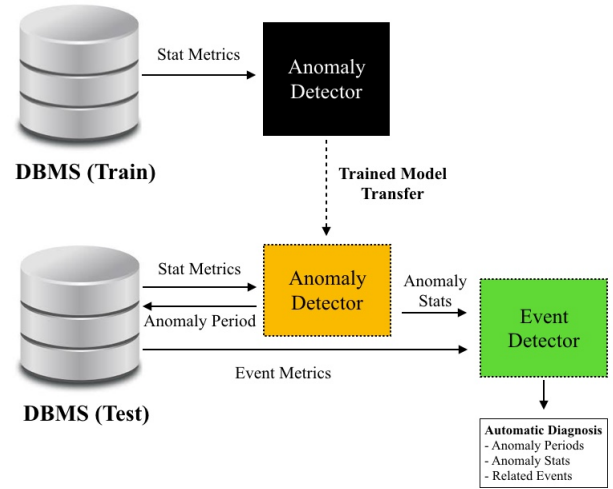 Stat Metrics
Anomaly
Detector
DBMS (Train)
Trained Model
Transfer
Stat Metrics
Anomaly
Detector
Anomaly
Stats
Anomaly Period
Event
Detector
Event Metrics
DBMS (Test)
Automatic Diagnosis
- Anomaly Periods
- Anomaly Stats
- Related Events